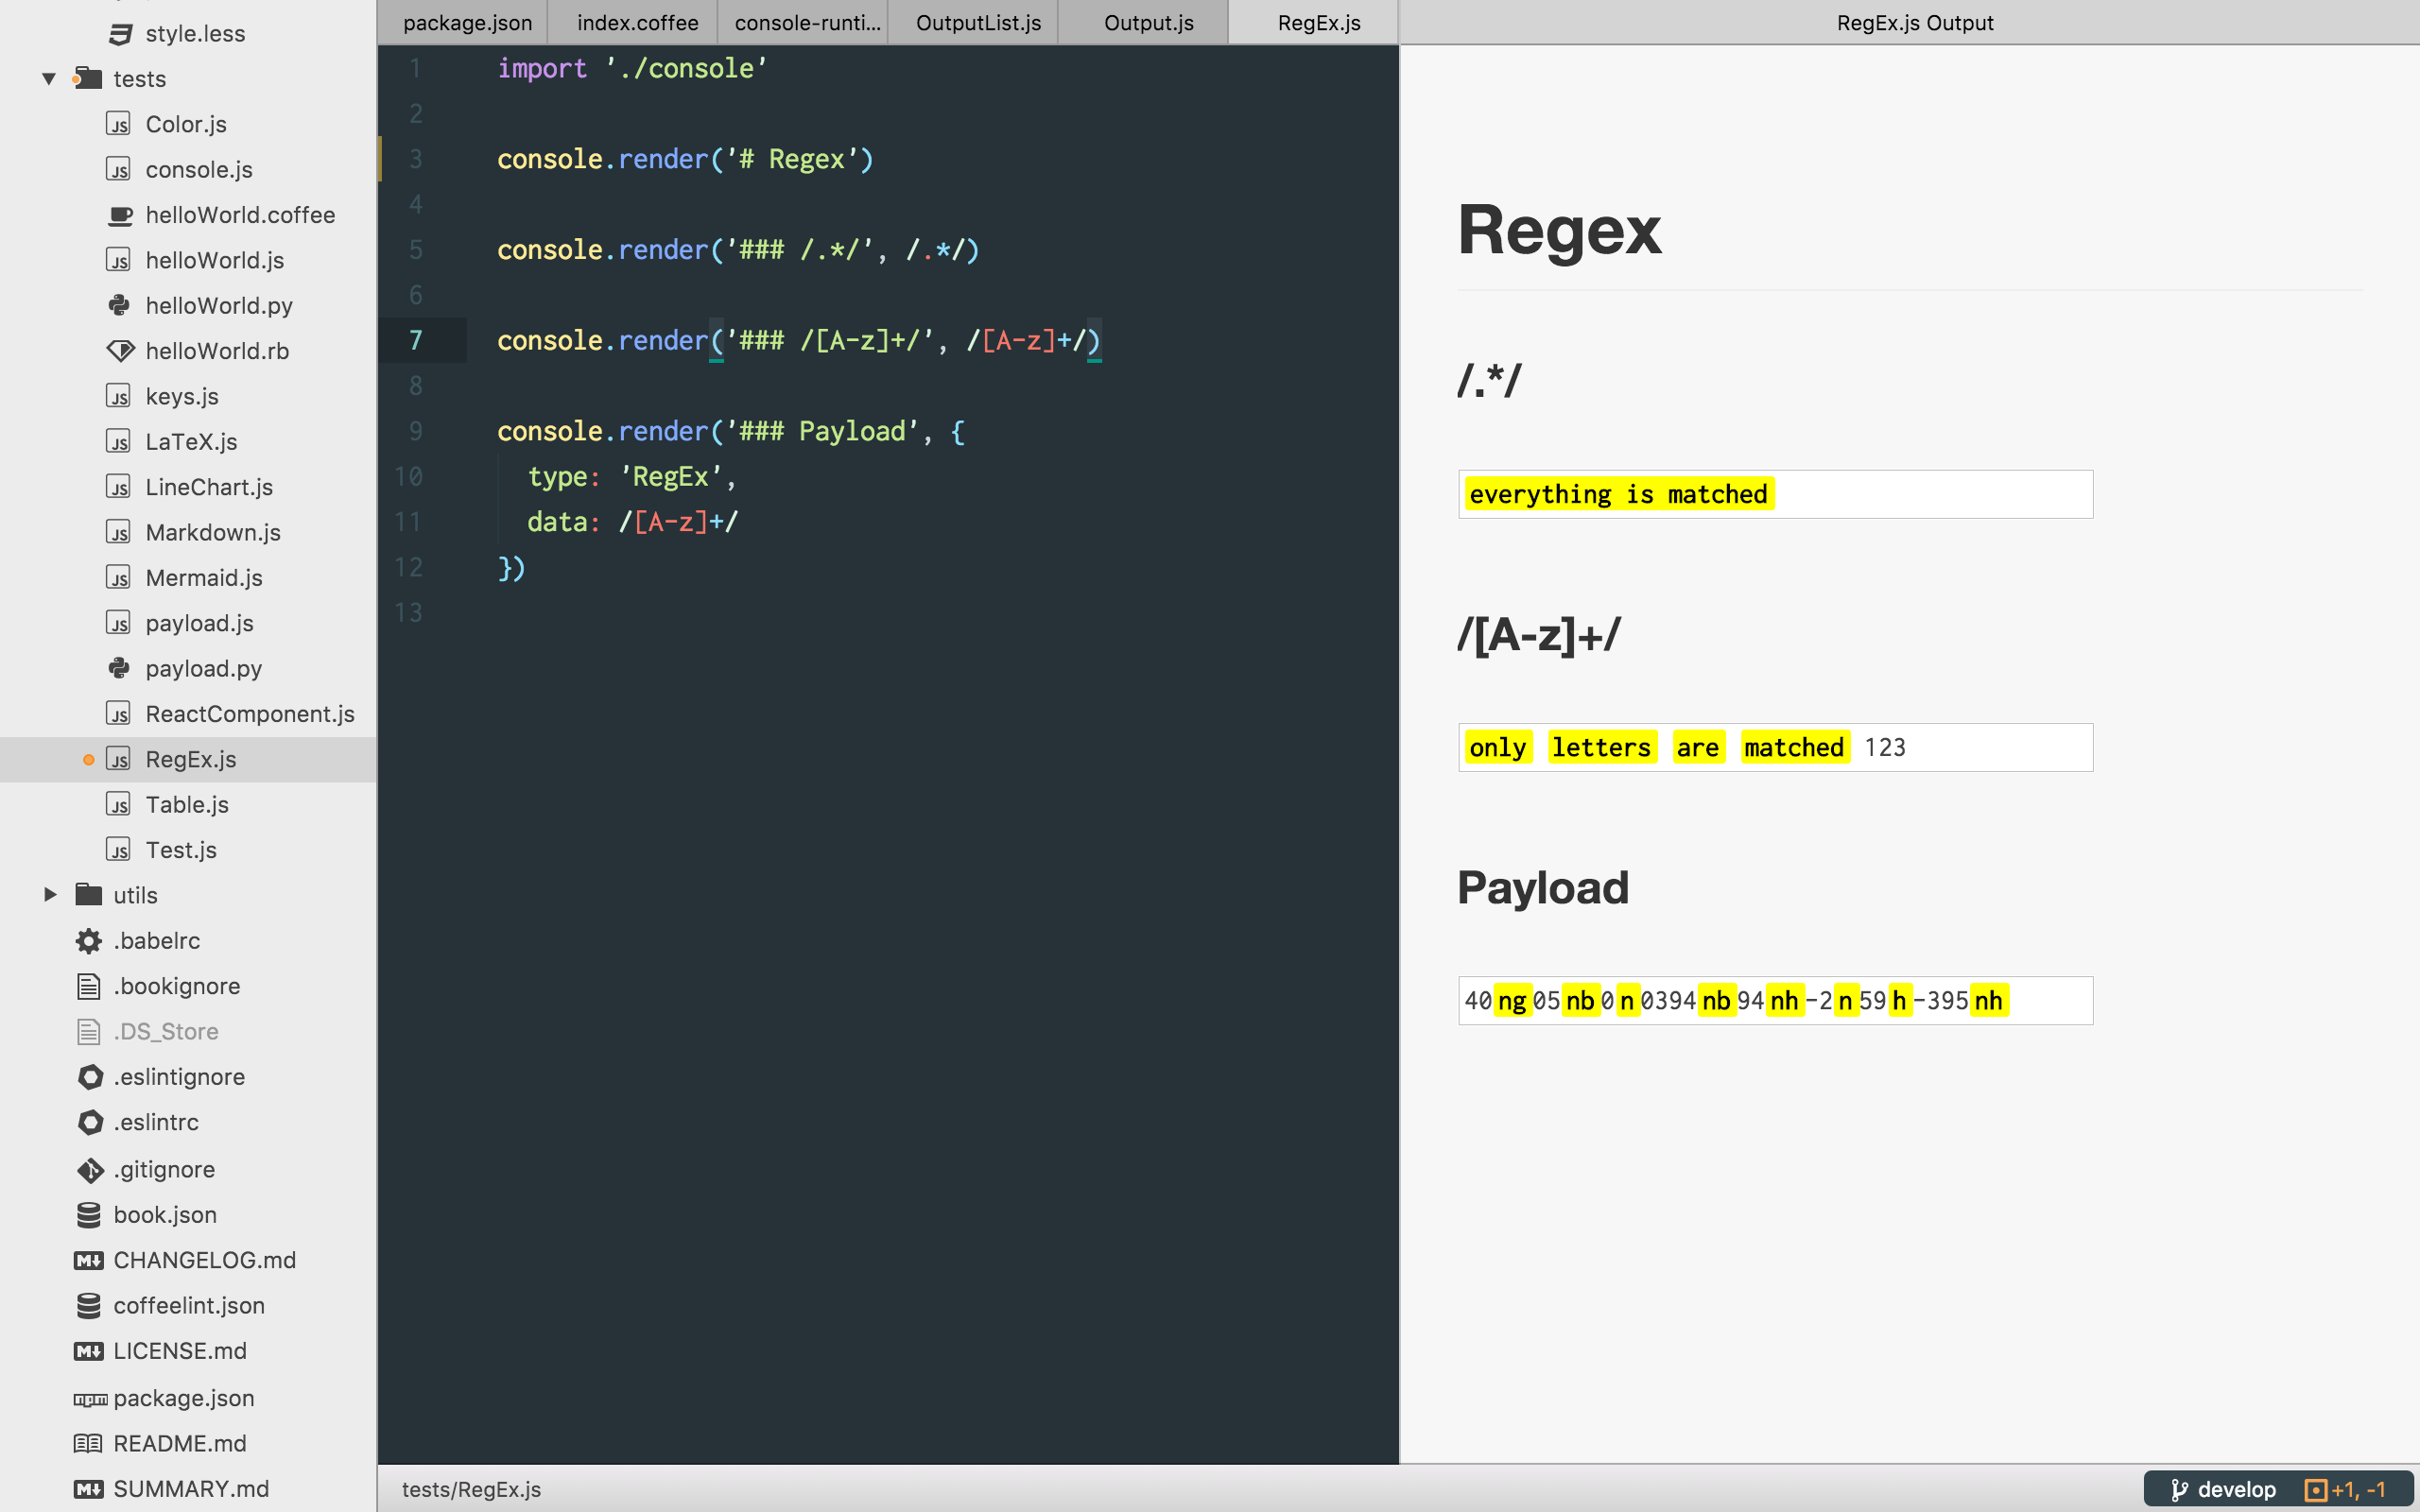 style.less
tests
Color.js
console.js
helloWorld.coffee
helloWorld.js
helloWorld.py
helloWorld.rb
keys.js
LaTeX.js
LineChart.js
Markdown.js
Mermaid.js
payload.js
payload.py
ReactComponent.js
RegEx.js
Table.js
Test.js
utils
.babelrc
.bookignore
.DS_Store
.eslintignore
.eslintrc
.gitignore
book.json
CHANGELOG.md
coffeelint.json
LICENSE.md
package.json
README.md
SUMMARY.md
package.json index.coffee console-runti... OutputList.js Output.js RegEx.js
1 import './console'
2
3 console.render('# Regex')
4
5 console.render('### /.*/', /.*/)
6
7 console.render('### /[A-z]+/', /[A-z]+/)
8
9 console.render('### Payload', {
10 type: 'RegEx',
11 data: /[A-z]+/
12 })
13
RegEx.js Output
Regex
/.*/
everything is matched
/[A-z]+/
only letters are matched 123
Payload
40ng05nb0n0394nb94nh-2n59h-395nh
tests/RegEx.js
develop +1, -1